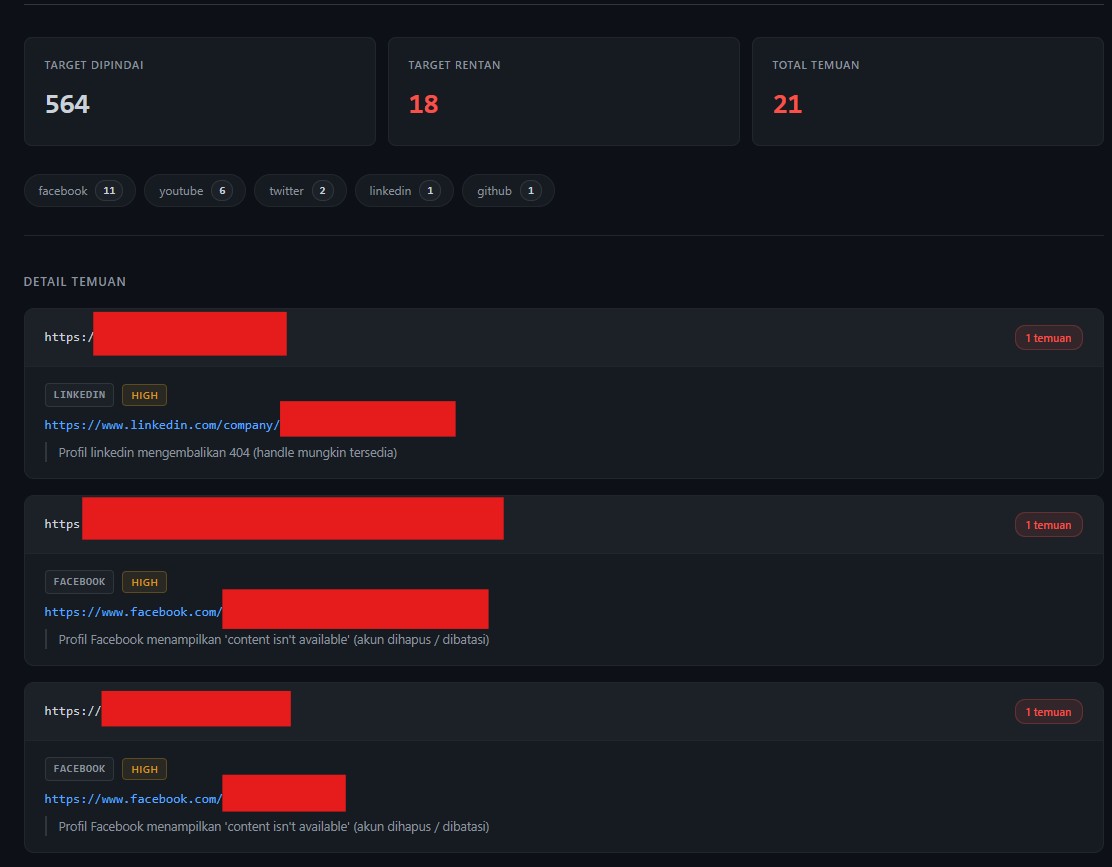 TARGET DIPINDAI
564
TARGET RENTAN
18
TOTAL TEMUAN
21
facebook 11 youtube 6 twitter 2 linkedin 1 github 1
DETAIL TEMUAN
https:/
1 temuan
LINKEDIN HIGH
https://www.linkedin.com/company/
Profil linkedin mengembalikan 404 (handle mungkin tersedia)
https
1 temuan
FACEBOOK HIGH
https://www.facebook.com/
Profil Facebook menampilkan 'content isn't available' (akun dihapus / dibatasi)
https://
1 temuan
FACEBOOK HIGH
https://www.facebook.com/
Profil Facebook menampilkan 'content isn't available' (akun dihapus / dibatasi)